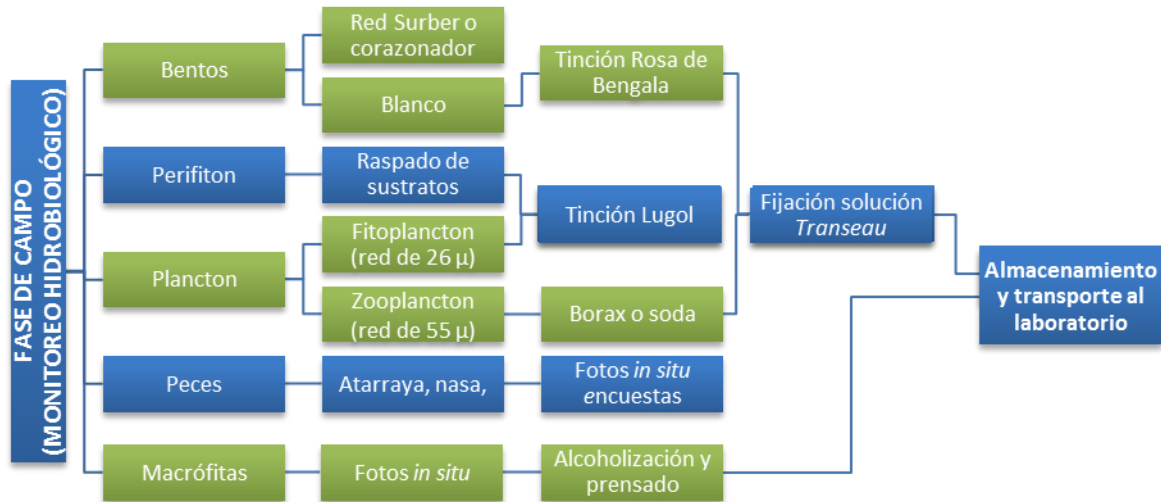 FASE DE CAMPO
(MONITOREO HIDROBIOLÓGICO)
Bentos
Red Surber o
corazonador
Blanco
Tinción Rosa de
Bengala
Perifiton
Raspado de
sustratos
Tinción Lugol
Plancton
Fitoplancton
(red de 26 µ)
Zooplancton
(red de 55 µ)
Borax o soda
Fijación solución
Transeau
Peces
Atarraya, nasa,
Fotos in situ
encuestas
Macrófitas
Fotos in situ
Alcoholización y
prensado
Almacenamiento
y transporte al
laboratorio